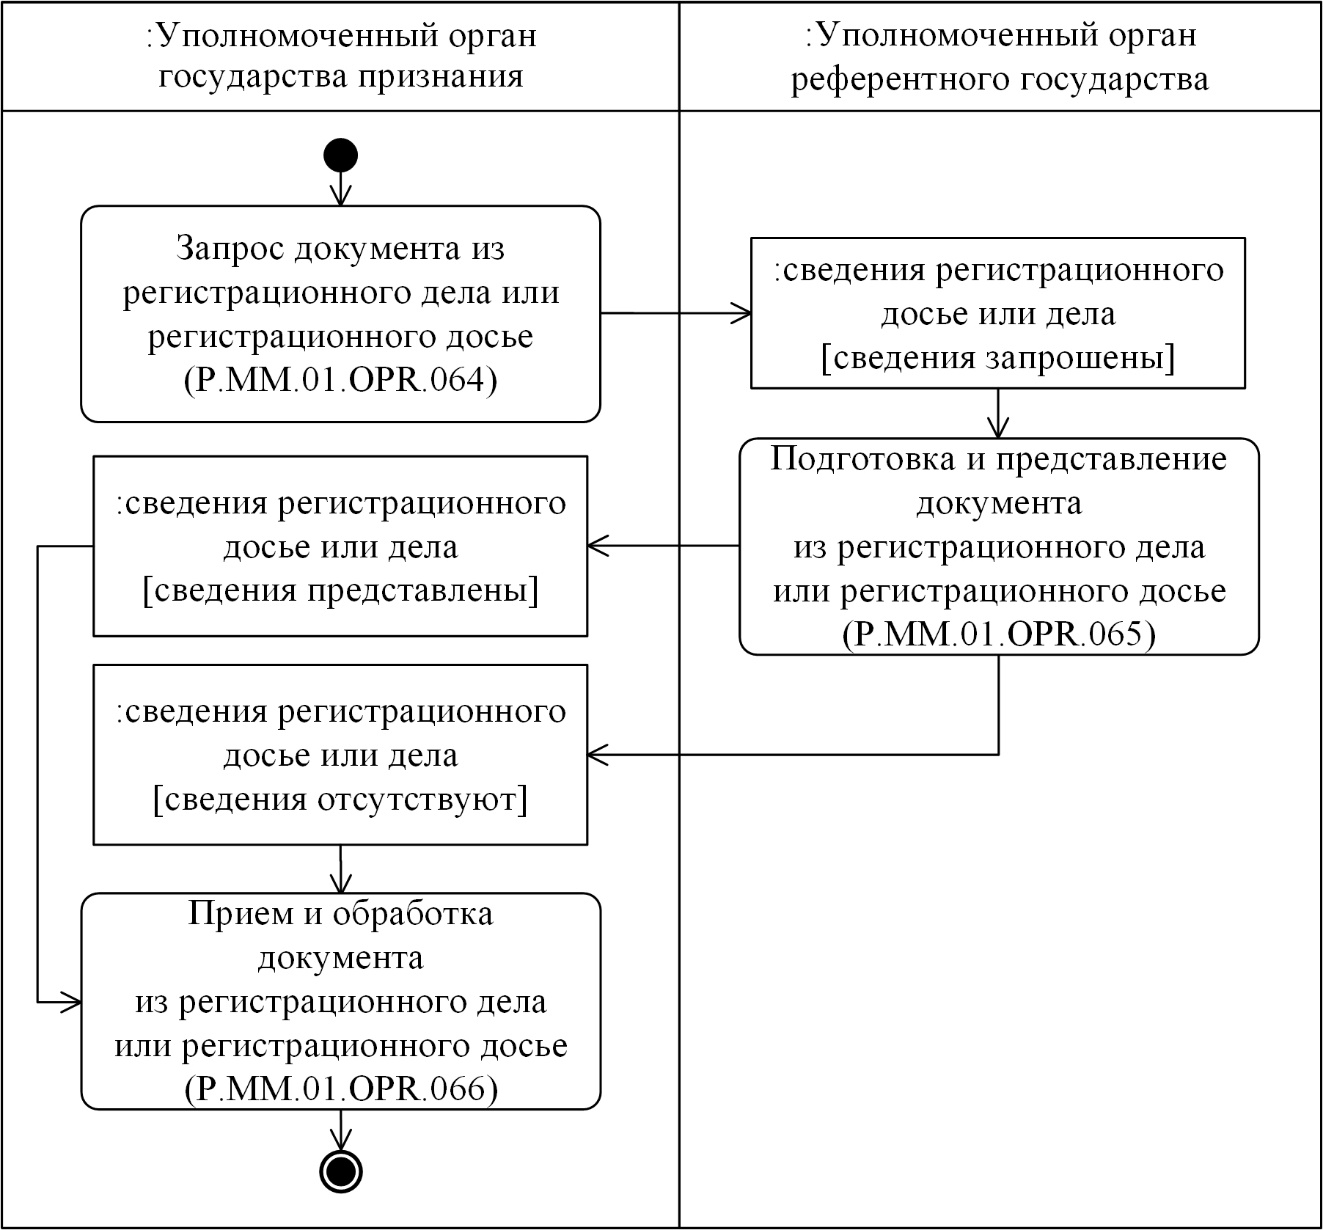 :Уполномоченный орган
государства признания
:Уполномоченный орган
референтного государства
Запрос документа из
регистрационного дела или
регистрационного досье
(P.MM.01.OPR.064)
:сведения регистрационного
досье или дела
[сведения запрошены]
Подготовка и представление
документа
из регистрационного дела
или регистрационного досье
(P.MM.01.OPR.065)
:сведения регистрационного
досье или дела
[сведения представлены]
:сведения регистрационного
досье или дела
[сведения отсутствуют]
Прием и обработка
документа
из регистрационного дела
или регистрационного досье
(P.MM.01.OPR.066)